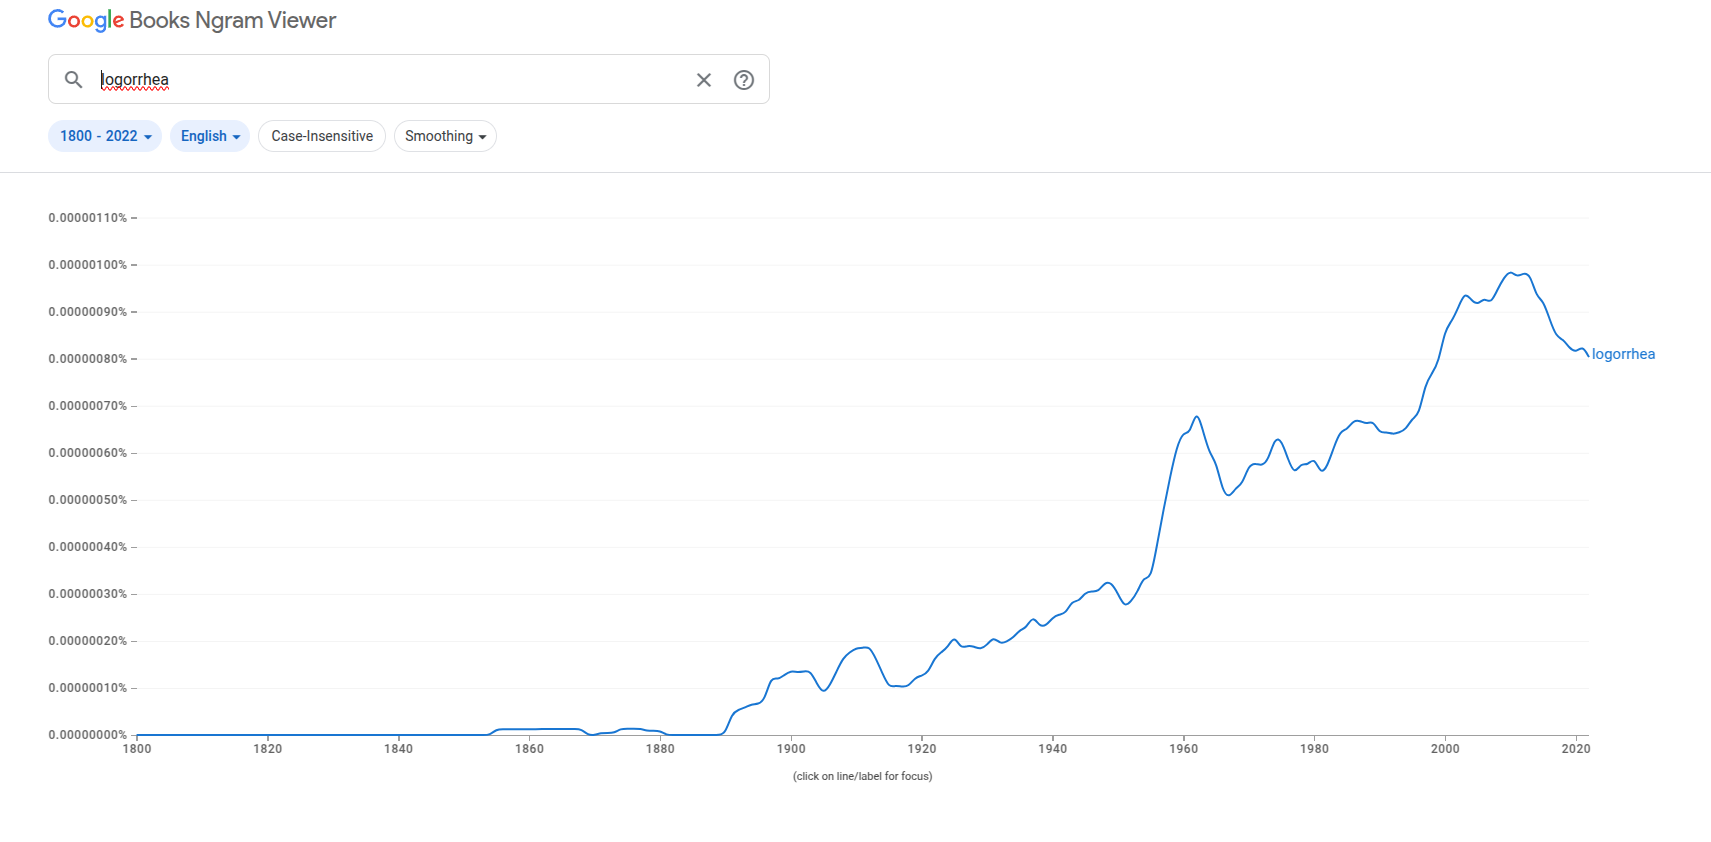 Google Books Ngram Viewer
logorrhea
1800 - 2022 English Case-Insensitive Smoothing
0.00000110%
0.00000100%
0.00000090%
0.00000080%
logorrhea
0.00000070%
0.00000060%
0.00000050%
0.00000040%
0.00000030%
0.00000020%
0.00000010%
0.00000000%
1800 1820 1840 1860 1880 1900 1920 1940 1960 1980 2000 2020
(click on line/label for focus)